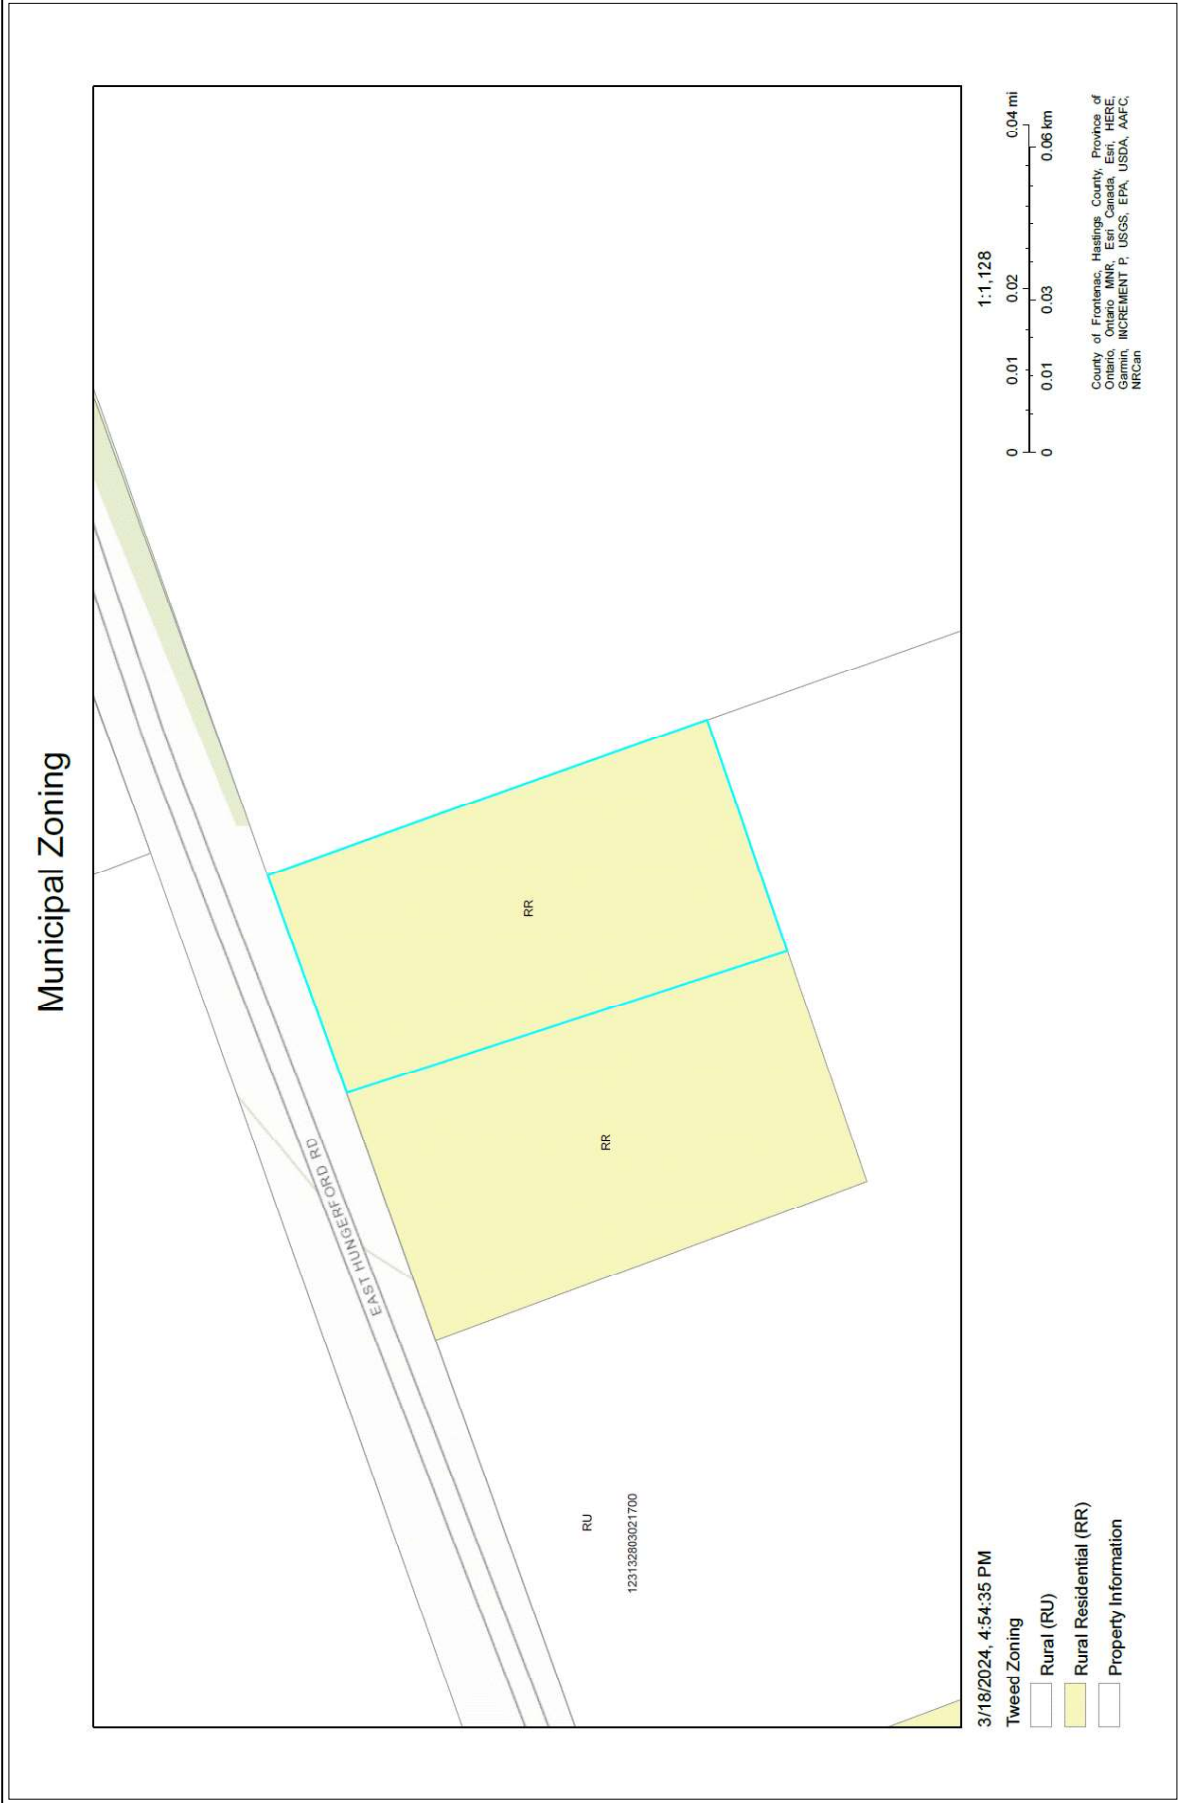 Municipal Zoning
EAST HUNGERFORD RD
RR
RR
RU
123132803021700
3/18/2024, 4:54:35 PM
Tweed Zoning
Rural (RU)
Rural Residential (RR)
Property Information
1:1,128
0 0.01 0.02 0.04 mi
0 0.01 0.03 0.06 km
County of Frontenac, Hastings County, Province of
Ontario, Ontario MNR, Esri Canada, Esri, HERE,
Garmin, INCREMENT P, USGS, EPA, USDA, AAFC,
NRCan